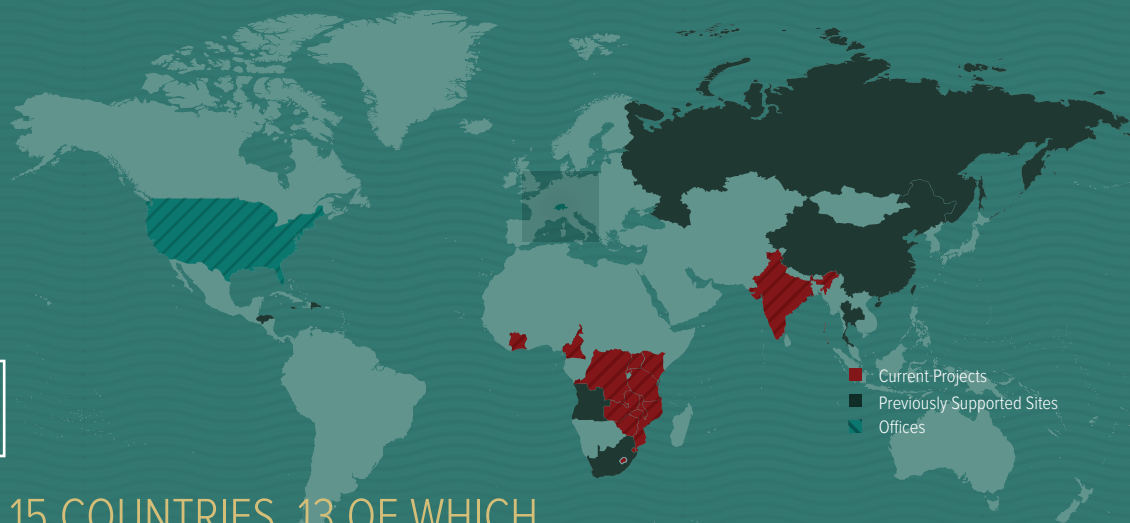 Current Projects
Previously Supported Sites
Offices
15 COUNTRIES, 13 OF WHICH